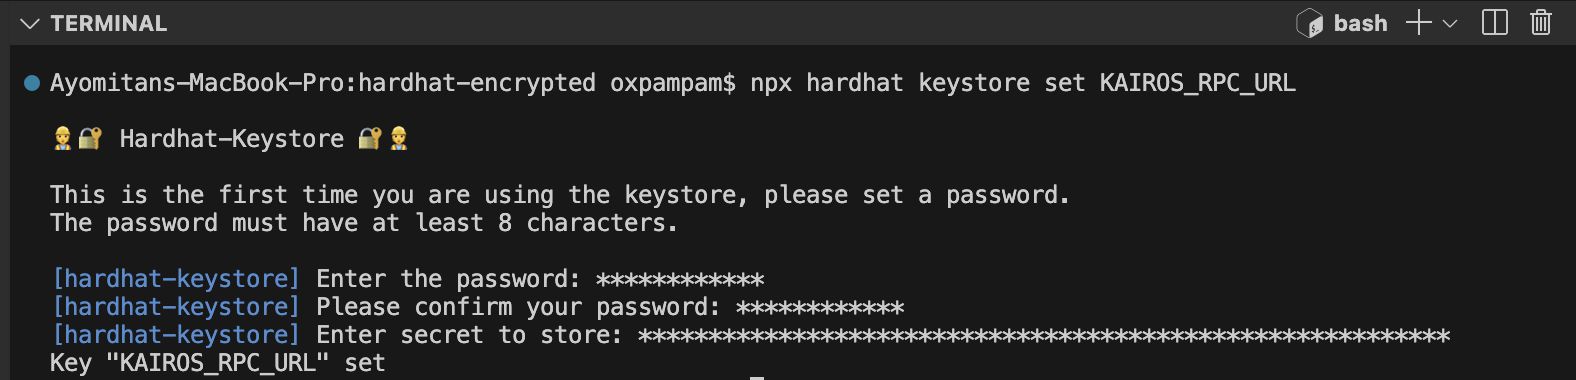 TERMINAL
bash
Ayomitans-MacBook-Pro:hardhat-encrypted oxpampam$ npx hardhat keystore set KAIROS_RPC_URL
👷🔐 Hardhat-Keystore 🔐👷
This is the first time you are using the keystore, please set a password.
The password must have at least 8 characters.
[hardhat-keystore] Enter the password: ************
[hardhat-keystore] Please confirm your password: ************
[hardhat-keystore] Enter secret to store: **********************************************************
Key "KAIROS_RPC_URL" set